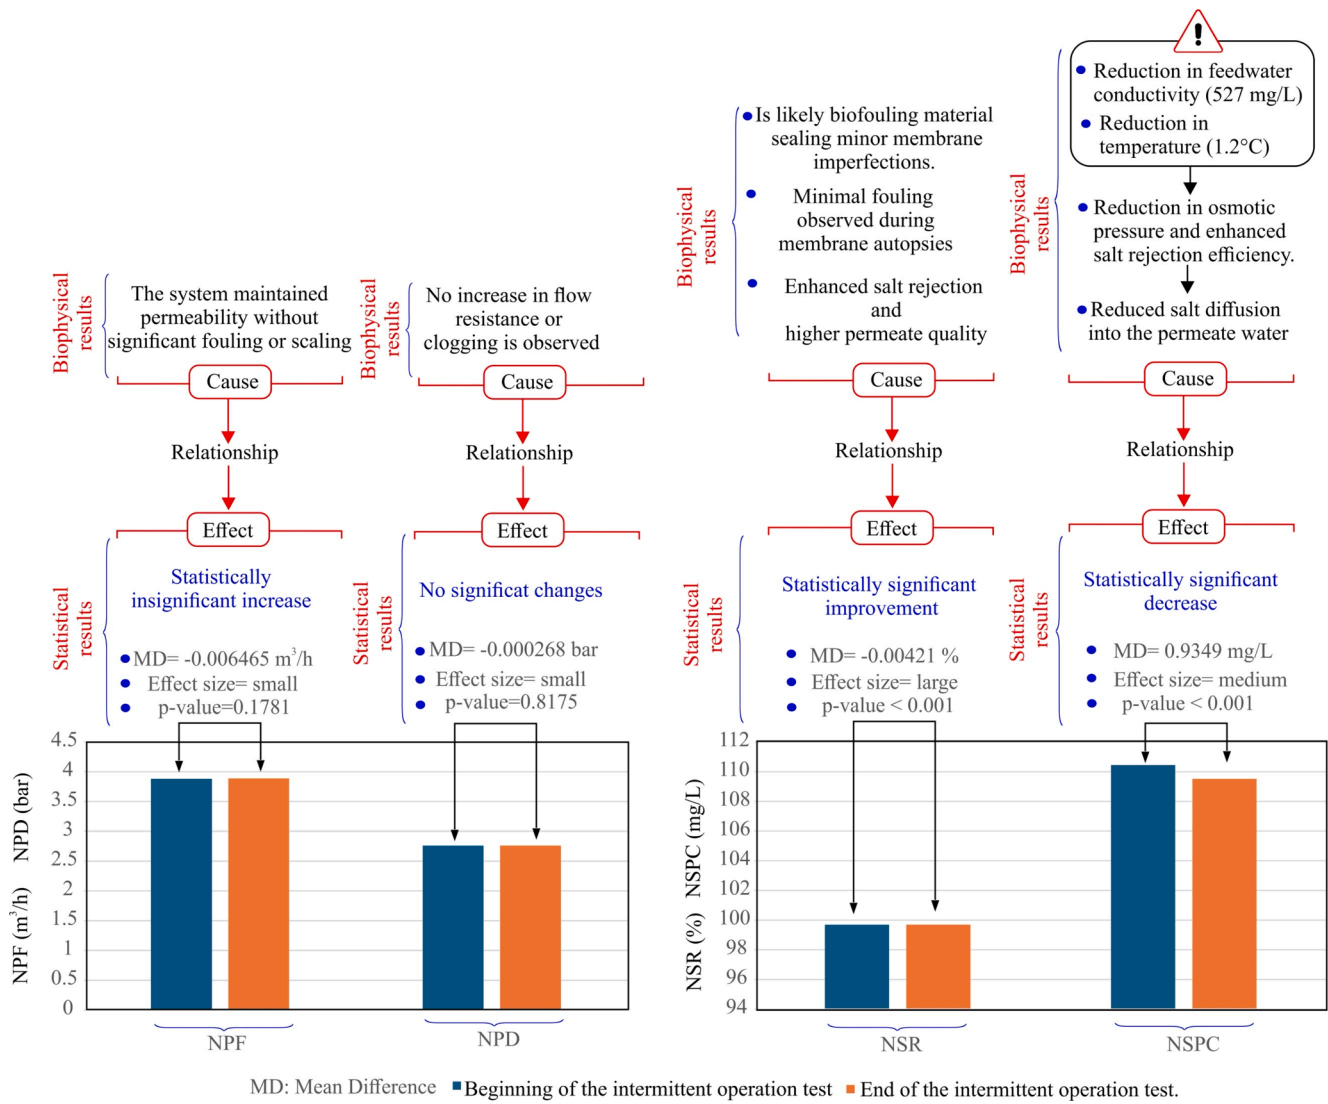 Biophysical
results
The system maintained
permeability without
significant fouling or scaling
Cause
Relationship
Effect
Statistical
results
Statistically
insignificant increase
MD= -0.006465 m³/h
Effect size= small
p-value=0.1781
Biophysical
results
No increase in flow
resistance or
clogging is observed
Cause
Relationship
Effect
Statistical
results
No significat changes
MD= -0.000268 bar
Effect size= small
p-value=0.8175
Biophysical
results
Is likely biofouling material
sealing minor membrane
imperfections.
Minimal fouling
observed during
membrane autopsies
Enhanced salt rejection
and
higher permeate quality
Cause
Relationship
Effect
Statistical
results
Statistically significant
improvement
MD= -0.00421 %
Effect size= large
p-value < 0.001
!
Biophysical
results
Reduction in feedwater
conductivity (527 mg/L)
Reduction in
temperature (1.2°C)
Reduction in osmotic
pressure and enhanced
salt rejection efficiency.
Reduced salt diffusion
into the permeate water
Cause
Relationship
Effect
Statistical
results
Statistically significant
decrease
MD= 0.9349 mg/L
Effect size= medium
p-value < 0.001
NPF (m³/h) NPD (bar)
4.5
4
3.5
3
2.5
2
1.5
1
0.5
0
NPF
NPD
NSR (%) NSPC (mg/L)
112
110
108
106
104
102
100
98
96
94
NSR
NSPC
MD: Mean Difference Beginning of the intermittent operation test End of the intermittent operation test.